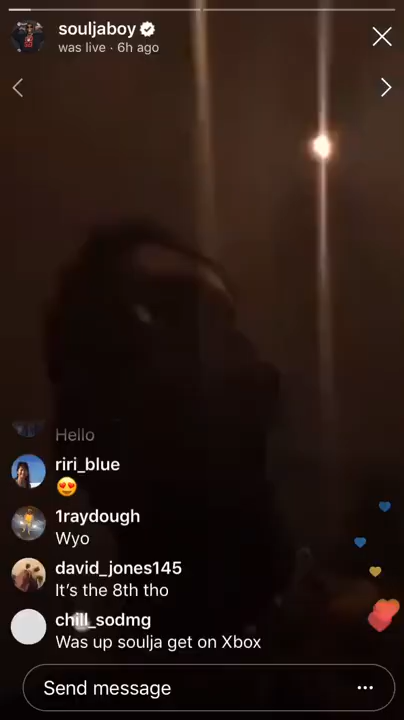 souljaboy
was live · 6h ago
Hello
riri_blue
😍
1raydough
Wyo
david_jones145
It's the 8th tho
chill_sodmg
Was up soulja get on Xbox
Send message